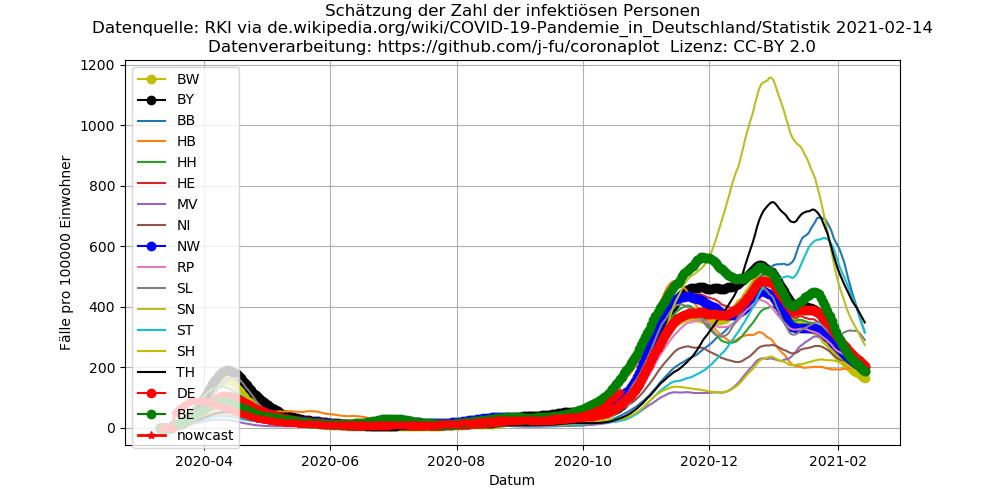 Schätzung der Zahl der infektiösen Personen
Datenquelle: RKI via de.wikipedia.org/wiki/COVID-19-Pandemie_in_Deutschland/Statistik 2021-02-14
Datenverarbeitung: https://github.com/j-fu/coronaplot Lizenz: CC-BY 2.0
Fälle pro 100000 Einwohner
1200
1000
800
600
400
200
0
BW
BY
BB
HB
HH
HE
MV
NI
NW
RP
SL
SN
ST
SH
TH
DE
BE
nowcast
2020-04
2020-06
2020-08
2020-10
2020-12
2021-02
Datum